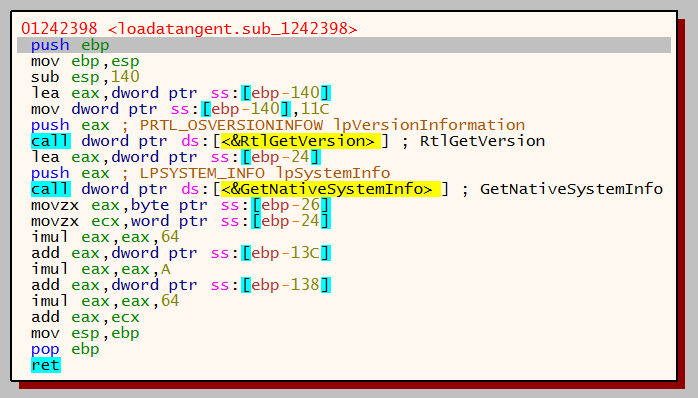 01242398 <loadatangent.sub_1242398>
push ebp
mov ebp,esp
sub esp,140
lea eax,dword ptr ss:[ebp-140]
mov dword ptr ss:[ebp-140],11C
push eax ; PRTL_OSVERSIONINFOW lpVersionInformation
call dword ptr ds:[<&RtlGetVersion> ] ; RtlGetVersion
lea eax,dword ptr ss:[ebp-24]
push eax ; LPSYSTEM_INFO lpSystemInfo
call dword ptr ds:[<&GetNativeSystemInfo> ] ; GetNativeSystemInfo
movzx eax,byte ptr ss:[ebp-26]
movzx ecx,word ptr ss:[ebp-24]
imul eax,eax,64
add eax,dword ptr ss:[ebp-13C]
imul eax,eax,A
add eax,dword ptr ss:[ebp-138]
imul eax,eax,64
add eax,ecx
mov esp,ebp
pop ebp
ret